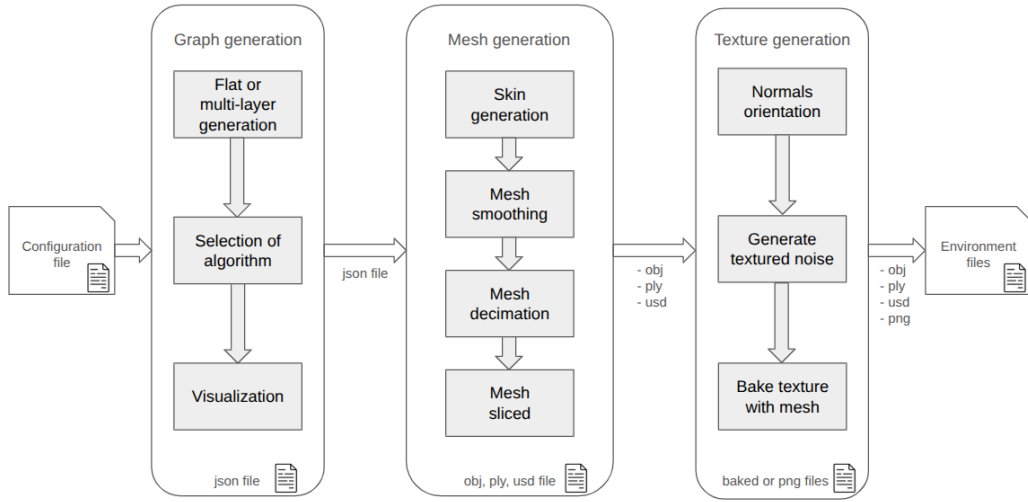 Graph generation
Flat or
multi-layer
generation
Selection of
algorithm
Visualization
json file
Mesh generation
Skin
generation
Mesh
smoothing
Mesh
decimation
Mesh
sliced
obj, ply, usd file
Texture generation
Normals
orientation
Generate
textured noise
Bake texture
with mesh
baked or png files
Configuration
file
json file
- obj
- ply
- usd
- obj
- ply
- usd
- png
Environment
files